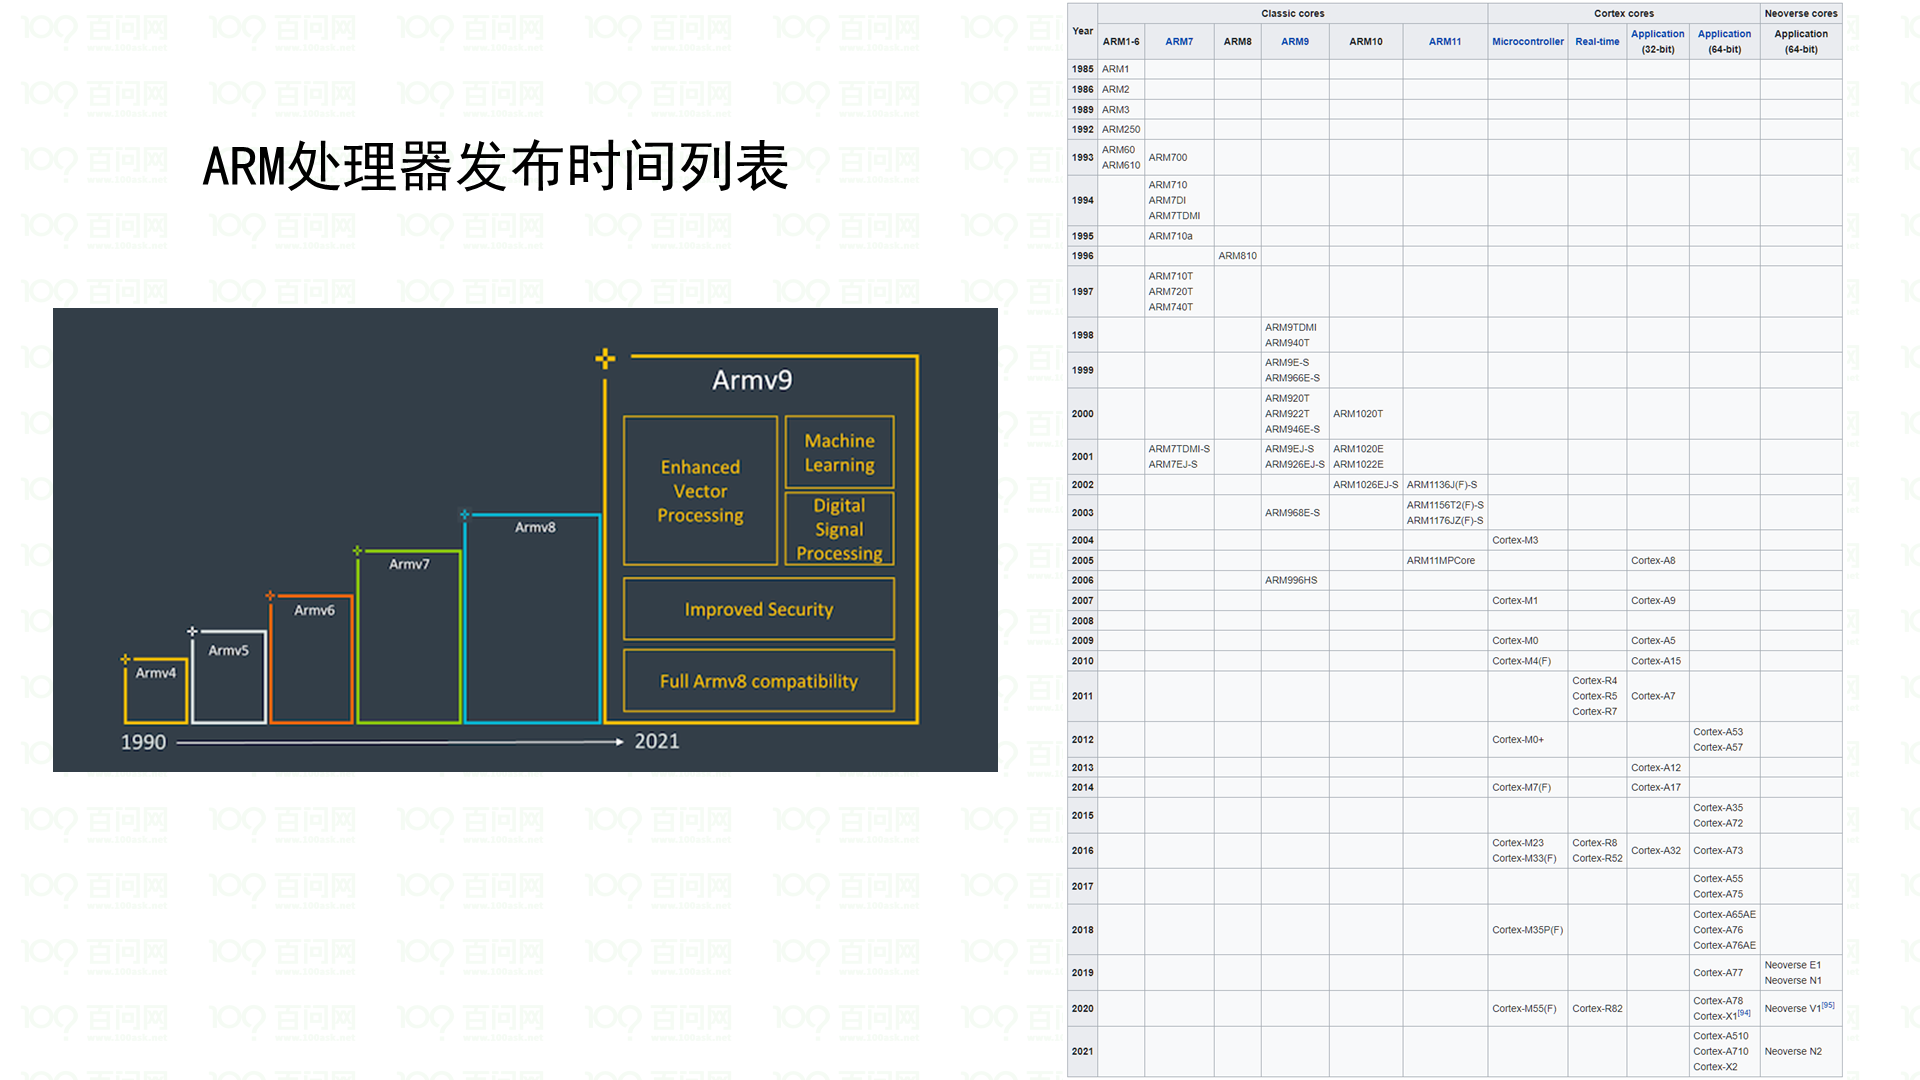 ARM处理器发布时间列表
Armv9
Enhanced
Vector
Processing
Machine
Learning
Digital
Signal
Processing
Improved Security
Full Armv8 compatibility
Armv8
Armv7
Armv6
Armv5
Armv4
1990
2021
Year Classic cores Cortex cores Neoverse cores
ARM1-6 ARM7 ARM8 ARM9 ARM10 ARM11 Microcontroller Real-time Application (32-bit) Application (64-bit) Application (64-bit)
1985 ARM1
1986 ARM2
1989 ARM3
1992 ARM250
1993 ARM60 ARM610 ARM700
1994 ARM710 ARM7DI ARM7TDMI
1995 ARM710a
1996 ARM810
1997 ARM710T ARM720T ARM740T
1998 ARM9TDMI ARM940T
1999 ARM9E-S ARM966E-S
2000 ARM920T ARM922T ARM946E-S ARM1020T
2001 ARM7TDMI-S ARM7EJ-S ARM9EJ-S ARM926EJ-S ARM1020E ARM1022E
2002 ARM1026EJ-S ARM1136J(F)-S
2003 ARM968E-S ARM1156T2(F)-S ARM1176JZ(F)-S
2004 Cortex-M3
2005 ARM11MPCore Cortex-A8
2006 ARM996HS
2007 Cortex-M1 Cortex-A9
2008
2009 Cortex-M0 Cortex-A5
2010 Cortex-M4(F) Cortex-A15
2011 Cortex-R4 Cortex-R5 Cortex-R7 Cortex-A7
2012 Cortex-M0+ Cortex-A53 Cortex-A57
2013 Cortex-A12
2014 Cortex-M7(F) Cortex-A17
2015 Cortex-A35 Cortex-A72
2016 Cortex-M23 Cortex-M33(F) Cortex-R8 Cortex-R52 Cortex-A32 Cortex-A73
2017 Cortex-A55 Cortex-A75
2018 Cortex-M35P(F) Cortex-A65AE Cortex-A76 Cortex-A76AE
2019 Cortex-A77 Neoverse E1 Neoverse N1
2020 Cortex-M55(F) Cortex-R82 Cortex-A78 Cortex-X1[94] Neoverse V1[95]
2021 Cortex-A510 Cortex-A710 Cortex-X2 Neoverse N2